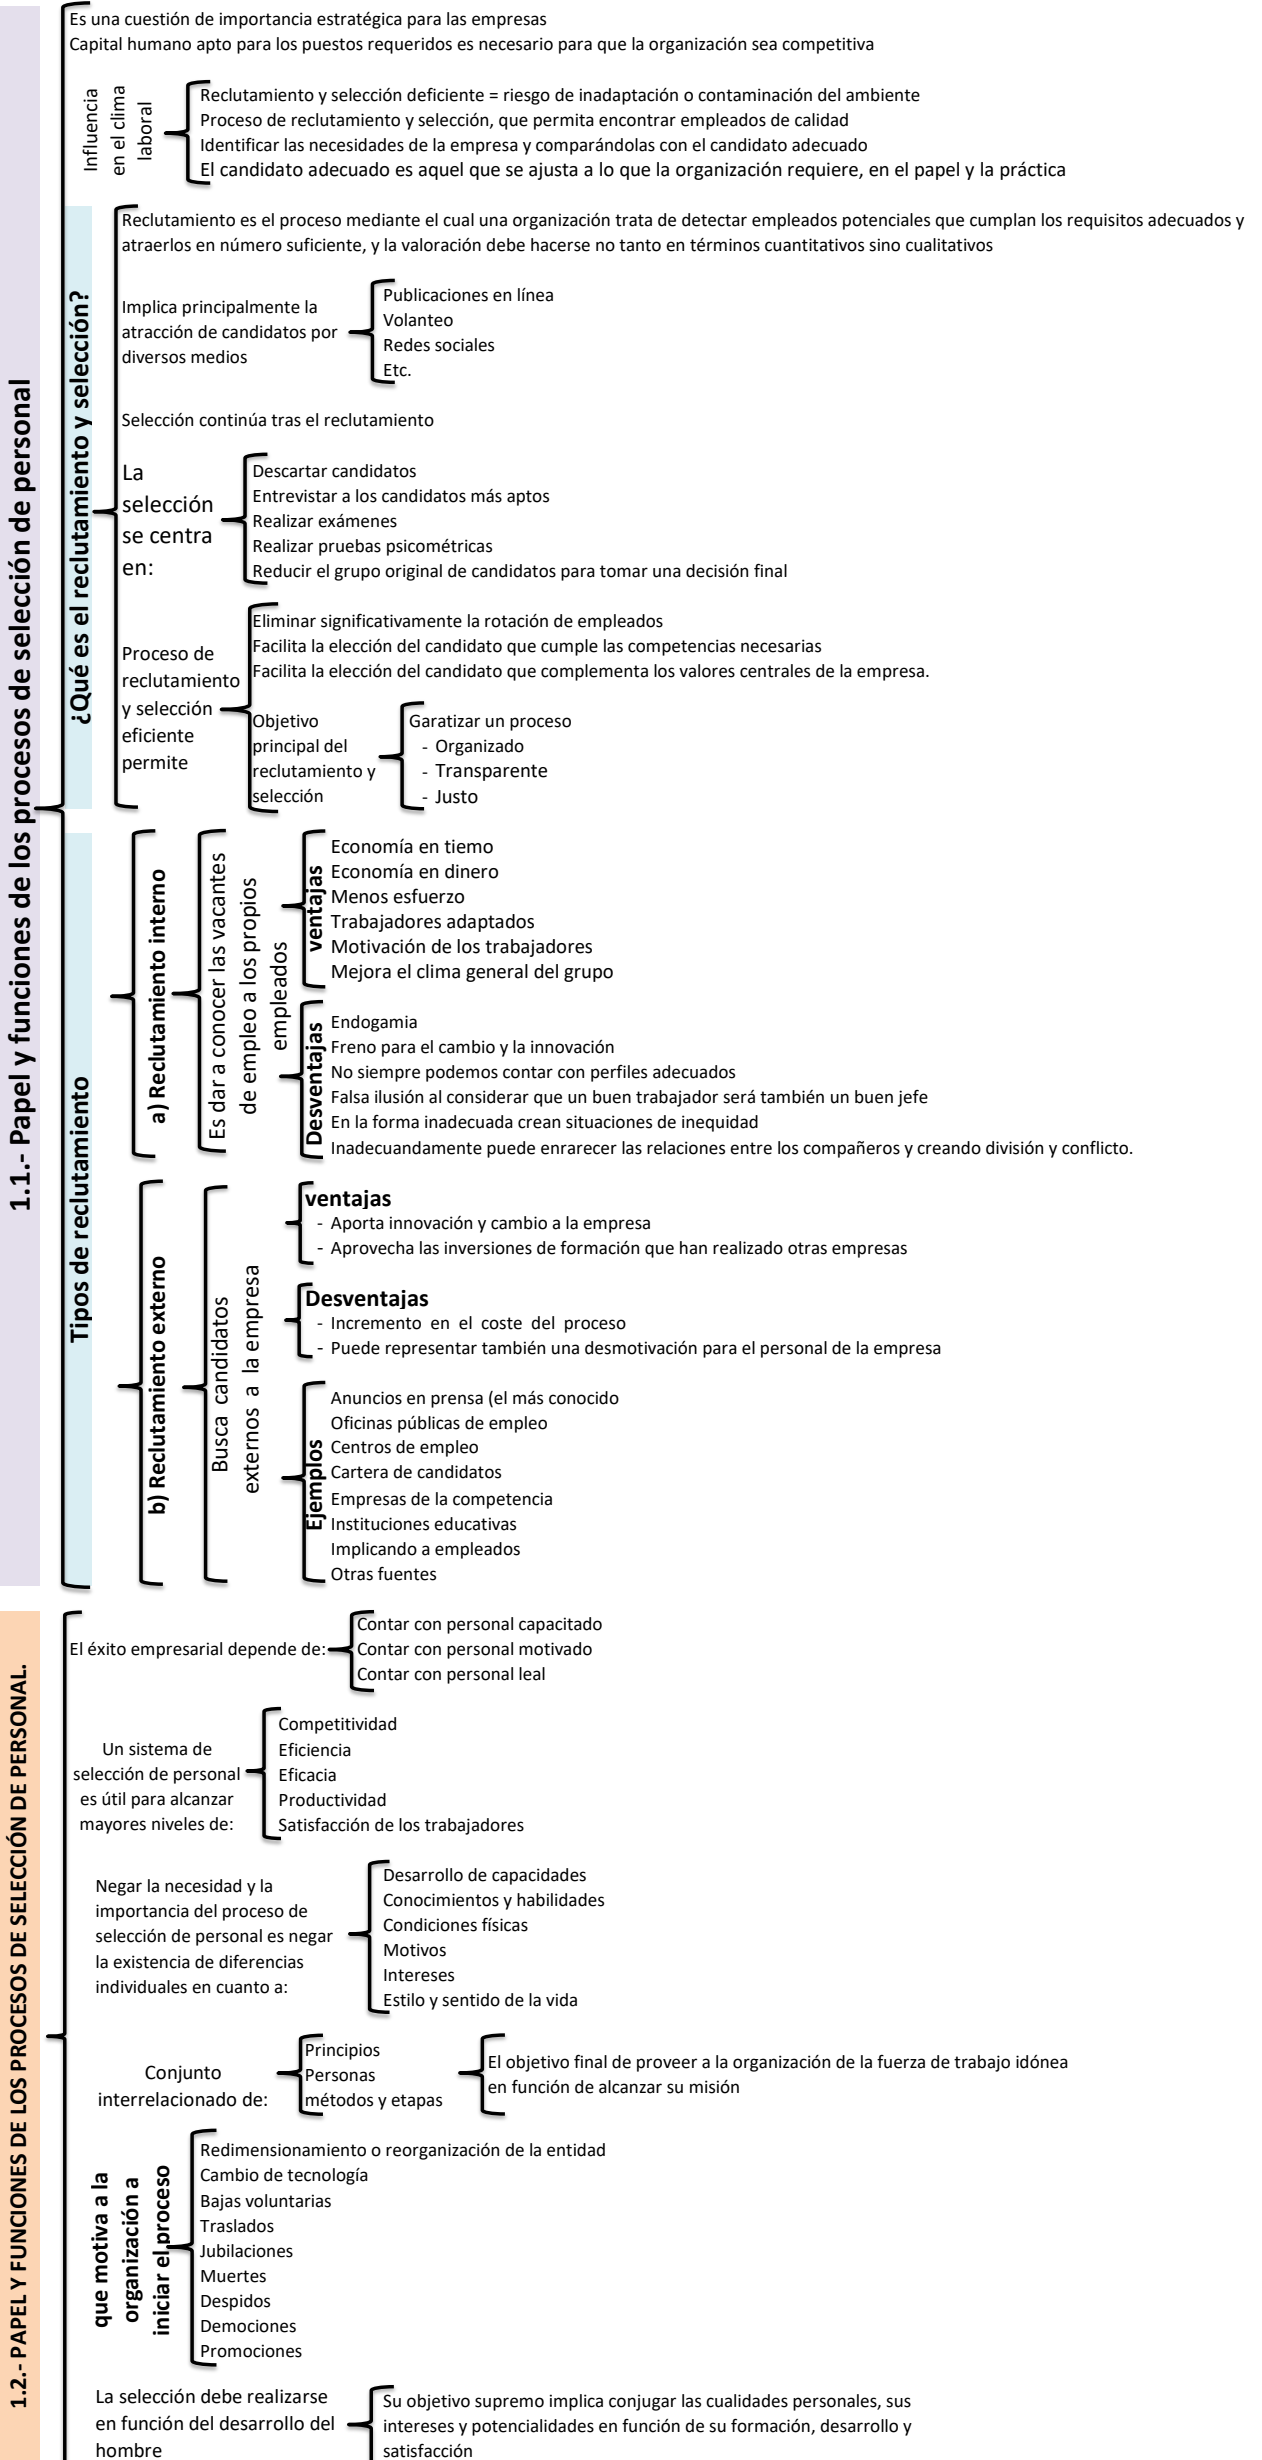 1.1.- Papel y funciones de los procesos de selección de personal
Es una cuestión de importancia estratégica para las empresas
Capital humano apto para los puestos requeridos es necesario para que la organización sea competitiva
Influencia
en el clima
laboral
Reclutamiento y selección deficiente = riesgo de inadaptación o contaminación del ambiente
Proceso de reclutamiento y selección, que permita encontrar empleados de calidad
Identificar las necesidades de la empresa y comparándolas con el candidato adecuado
El candidato adecuado es aquel que se ajusta a lo que la organización requiere, en el papel y la práctica
¿Qué es el reclutamiento y selección?
Reclutamiento es el proceso mediante el cual una organización trata de detectar empleados potenciales que cumplan los requisitos adecuados y
atraerlos en número suficiente, y la valoración debe hacerse no tanto en términos cuantitativos sino cualitativos
Implica principalmente la
atracción de candidatos por
diversos medios
Publicaciones en línea
Volanteo
Redes sociales
Etc.
Selección continúa tras el reclutamiento
La
selección
se centra
en:
Descartar candidatos
Entrevistar a los candidatos más aptos
Realizar exámenes
Realizar pruebas psicométricas
Reducir el grupo original de candidatos para tomar una decisión final
Proceso de
reclutamiento
y selección
eficiente
permite
Eliminar significativamente la rotación de empleados
Facilita la elección del candidato que cumple las competencias necesarias
Facilita la elección del candidato que complementa los valores centrales de la empresa.
Objetivo
principal del
reclutamiento y
selección
Garatizar un proceso
- Organizado
- Transparente
- Justo
Tipos de reclutamiento
a) Reclutamiento interno
Es dar a conocer las vacantes
de empleo a los propios
empleados
ventajas
Economía en tiemo
Economía en dinero
Menos esfuerzo
Trabajadores adaptados
Motivación de los trabajadores
Mejora el clima general del grupo
Desventajas
Endogamia
Freno para el cambio y la innovación
No siempre podemos contar con perfiles adecuados
Falsa ilusión al considerar que un buen trabajador será también un buen jefe
En la forma inadecuada crean situaciones de inequidad
Inadecuandamente puede enrarecer las relaciones entre los compañeros y creando división y conflicto.
b) Reclutamiento externo
Busca candidatos
externos a la empresa
ventajas
- Aporta innovación y cambio a la empresa
- Aprovecha las inversiones de formación que han realizado otras empresas
Desventajas
- Incremento en el coste del proceso
- Puede representar también una desmotivación para el personal de la empresa
Ejemplos
Anuncios en prensa (el más conocido
Oficinas públicas de empleo
Centros de empleo
Cartera de candidatos
Empresas de la competencia
Instituciones educativas
Implicando a empleados
Otras fuentes
1.2.- PAPEL Y FUNCIONES DE LOS PROCESOS DE SELECCIÓN DE PERSONAL.
El éxito empresarial depende de:
Contar con personal capacitado
Contar con personal motivado
Contar con personal leal
Un sistema de
selección de personal
es útil para alcanzar
mayores niveles de:
Competitividad
Eficiencia
Eficacia
Productividad
Satisfacción de los trabajadores
Negar la necesidad y la
importancia del proceso de
selección de personal es negar
la existencia de diferencias
individuales en cuanto a:
Desarrollo de capacidades
Conocimientos y habilidades
Condiciones físicas
Motivos
Intereses
Estilo y sentido de la vida
Conjunto
interrelacionado de:
Principios
Personas
métodos y etapas
El objetivo final de proveer a la organización de la fuerza de trabajo idónea
en función de alcanzar su misión
que motiva a la
organización a
iniciar el proceso
Redimensionamiento o reorganización de la entidad
Cambio de tecnología
Bajas voluntarias
Traslados
Jubilaciones
Muertes
Despidos
Demociones
Promociones
La selección debe realizarse
en función del desarrollo del
hombre
Su objetivo supremo implica conjugar las cualidades personales, sus
intereses y potencialidades en función de su formación, desarrollo y
satisfacción